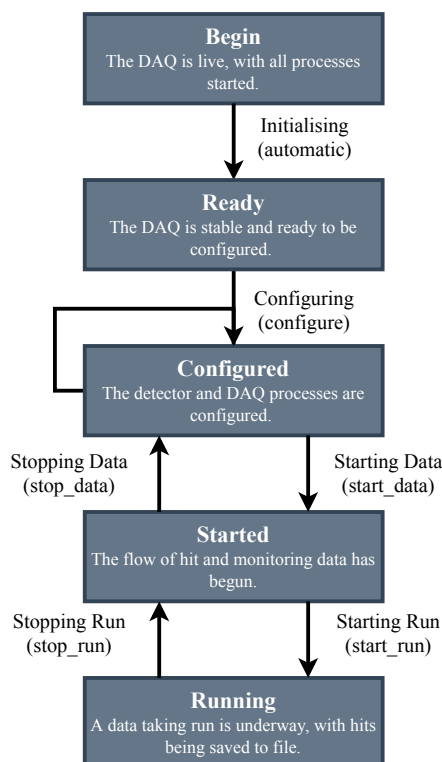 Begin
The DAQ is live, with all processes
started.
Initialising
(automatic)
Ready
The DAQ is stable and ready to be
configured.
Configuring
(configure)
Configured
The detector and DAQ processes are
configured.
Stopping Data
(stop_data)
Starting Data
(start_data)
Started
The flow of hit and monitoring data has
begun.
Stopping Run
(stop_run)
Starting Run
(start_run)
Running
A data taking run is underway, with hits
being saved to file.